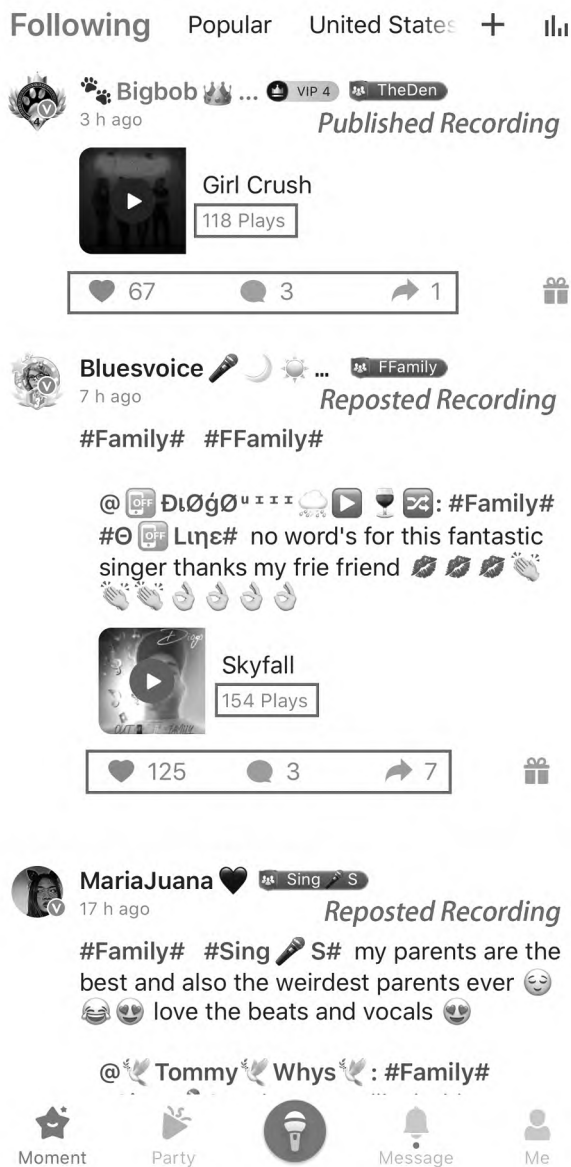 Following Popular United States
Bigbob ... VIP 4 TheDen
3 h ago
Published Recording
Girl Crush
118 Plays
67 3 1
Bluesvoice ... FFamily
7 h ago
Reposted Recording
#Family# #FFamily#
@ OFF ÐιØģØᵘᴵᴵᴵ : #Family#
#Θ OFF Lιηε# no word's for this fantastic
singer thanks my frie friend
Diogo
Skyfall
154 Plays
125 3 7
MariaJuana Sing S
17 h ago
Reposted Recording
#Family# #Sing S# my parents are the
best and also the weirdest parents ever
love the beats and vocals
@ Tommy Whys : #Family#
Moment Party Message Me